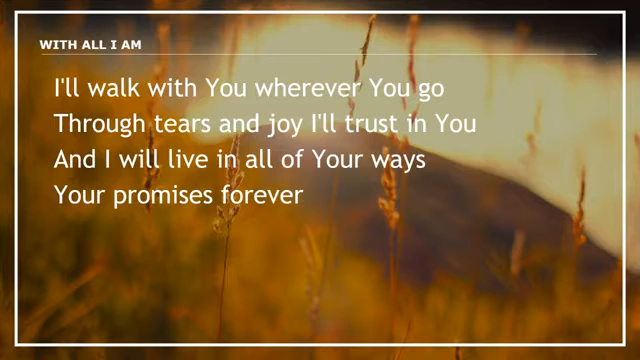 WITH ALL I AM
I'll walk with You wherever You go
Through tears and joy I'll trust in You
And I will live in all of Your ways
Your promises forever